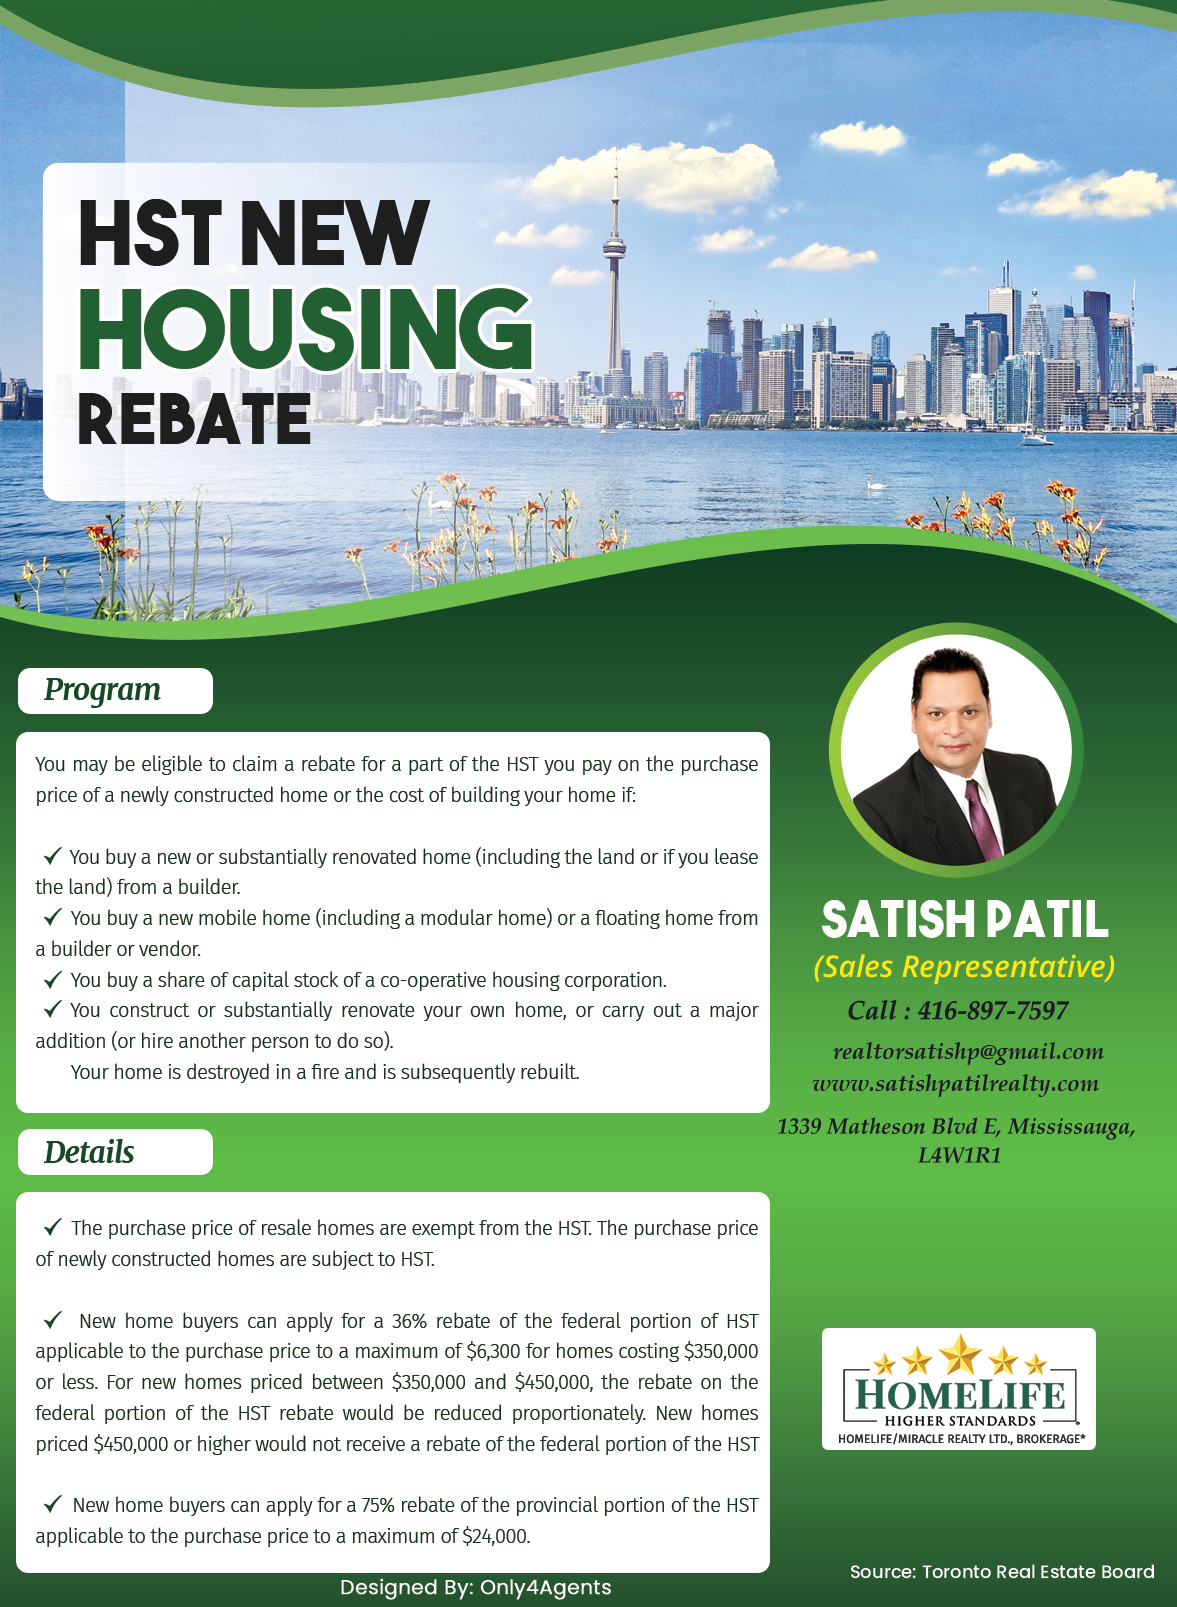 HST NEW
HOUSING
REBATE
Program
You may be eligible to claim a rebate for a part of the HST you pay on the purchase
price of a newly constructed home or the cost of building your home if:
✓ You buy a new or substantially renovated home (including the land or if you lease
the land) from a builder.
✓ You buy a new mobile home (including a modular home) or a floating home from
a builder or vendor.
✓ You buy a share of capital stock of a co-operative housing corporation.
✓ You construct or substantially renovate your own home, or carry out a major
addition (or hire another person to do so).
Your home is destroyed in a fire and is subsequently rebuilt.
Details
✓ The purchase price of resale homes are exempt from the HST. The purchase price
of newly constructed homes are subject to HST.
✓ New home buyers can apply for a 36% rebate of the federal portion of HST
applicable to the purchase price to a maximum of $6,300 for homes costing $350,000
or less. For new homes priced between $350,000 and $450,000, the rebate on the
federal portion of the HST rebate would be reduced proportionately. New homes
priced $450,000 or higher would not receive a rebate of the federal portion of the HST
✓ New home buyers can apply for a 75% rebate of the provincial portion of the HST
applicable to the purchase price to a maximum of $24,000.
SATISH PATIL
(Sales Representative)
Call : 416-897-7597
realtorsatishp@gmail.com
www.satishpatilrealty.com
1339 Matheson Blvd E, Mississauga,
L4W1R1
HOMELIFE
HIGHER STANDARDS
HOMELIFE/MIRACLE REALTY LTD., BROKERAGE*
Source: Toronto Real Estate Board
Designed By: Only4Agents